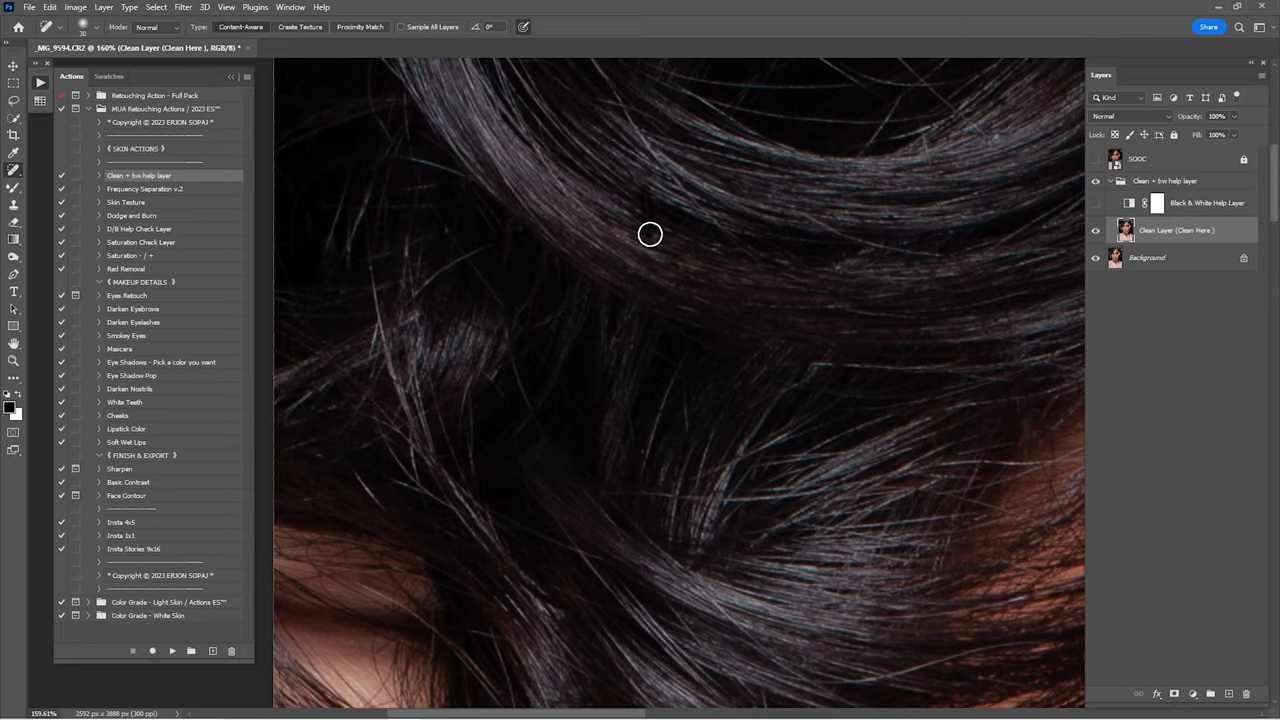 Ps File Edit Image Layer Type Select Filter 3D View Plugins Window Help
30 Mode: Normal Type: Content-Aware Create Texture Proximity Match Sample All Layers 0° Share
_MG_9594.CR2 @ 160% (Clean Layer (Clean Here ), RGB/8) * ×
Actions Swatches
Retouching Action - Full Pack
MUA Retouching Actions / 2023 ES™
* Copyright © 2023 ERJON SOPAJ *
------------------------------------
《 SKIN ACTIONS 》
------------------------------------
Clean + bw help layer
Frequency Separation v.2
Skin Texture
Dodge and Burn
D/B Help Check Layer
Saturation Check Layer
Saturation - / +
Red Removal
《 MAKEUP DETAILS 》
Eyes Retouch
Darken Eyebrows
Darken Eyelashes
Smokey Eyes
Mascara
Eye Shadows - Pick a color you want
Eye Shadow Pop
Darken Nostrils
White Teeth
Cheeks
Lipstick Color
Soft Wet Lips
《 FINISH & EXPORT 》
Sharpen
Basic Contrast
Face Contour
------------------
Insta 4x5
Insta 1x1
Insta Stories 9x16
------------------------------------
* Copyright © 2023 ERJON SOPAJ *
------------------------------------
Color Grade - Light Skin / Actions ES™
Color Grade - White Skin
Layers
Kind
Normal Opacity: 100%
Lock: Fill: 100%
SOOC
Clean + bw help layer
Black & White Help Layer
Clean Layer (Clean Here )
Background
159.61% 2592 px x 3888 px (300 ppi)